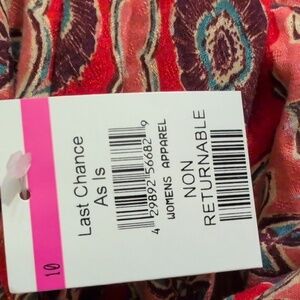 Last Chance
As Is
4 29892 56682 9
WOMENS APPAREL
NON
RETURNABLE
10